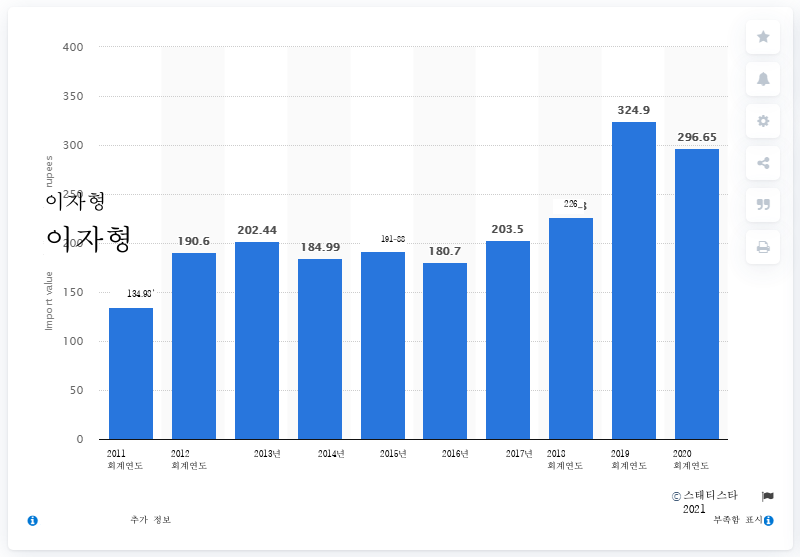 400
350
300
250
200
150
100
50
0
rupees
이자형
이자형
Import value
190.6
202.44
184.99
191-88
180.7
203.5
324.9
296.65
2011 회계연도
2012 회계연도
2013년
2014년
2015년
2016년
2017년
2018 회계연도
2019 회계연도
2020 회계연도
© 스태티스타 2021
추가 정보
부족함 표시